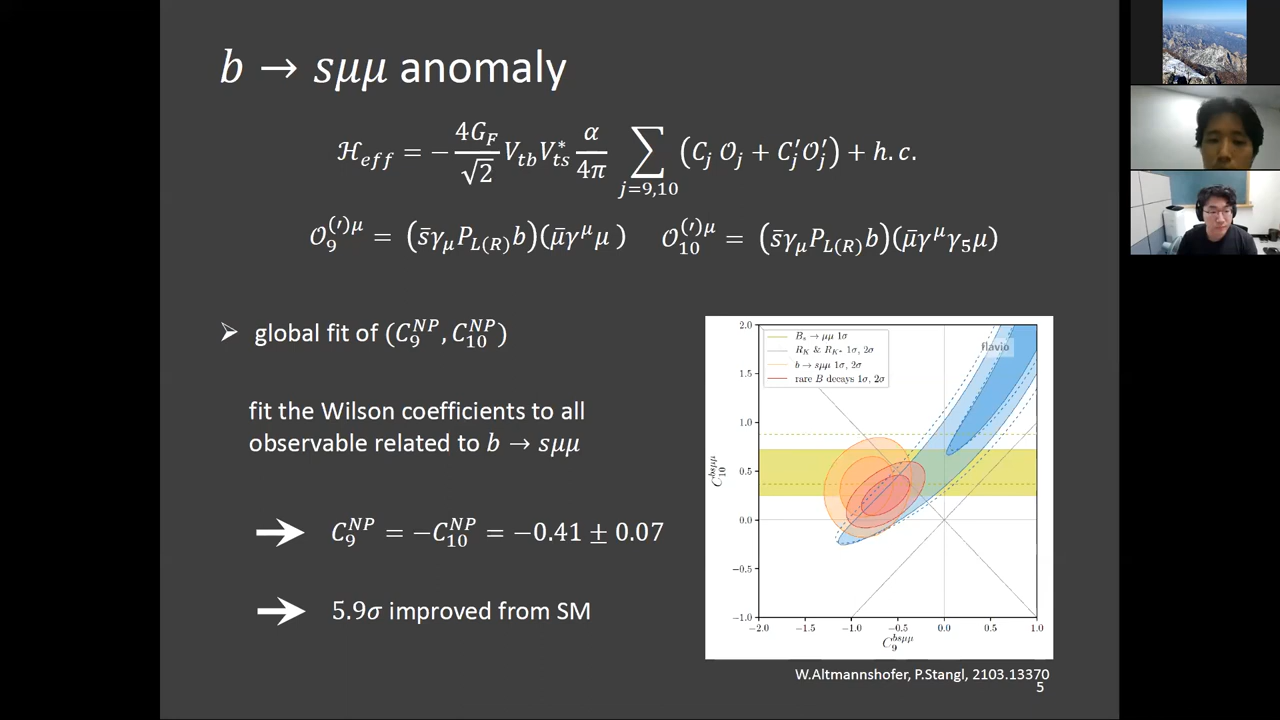 b → sμμ anomaly
ℋ_eff = −(4G_F/√2) V_tb V*_ts (α/4π) ∑_{j=9,10} (C_j 𝒪_j + C′_j 𝒪′_j) + h.c.
𝒪_9^(′)μ = (s̄γ_μ P_L(R) b)(μ̄γ^μ μ) 𝒪_10^(′)μ = (s̄γ_μ P_L(R) b)(μ̄γ^μ γ_5 μ)
➢ global fit of (C_9^NP, C_10^NP)
fit the Wilson coefficients to all
observable related to b → sμμ
C_9^NP = −C_10^NP = −0.41 ± 0.07
5.9σ improved from SM
B_s → μμ 1σ
R_K & R_K* 1σ, 2σ
b → sμμ 1σ, 2σ
rare B decays 1σ, 2σ
flavio
2.0
1.5
1.0
0.5
0.0
−0.5
−1.0
C_10^bsμμ
−2.0 −1.5 −1.0 −0.5 0.0 0.5 1.0
C_9^bsμμ
W.Altmannshofer, P.Stangl, 2103.13370
5